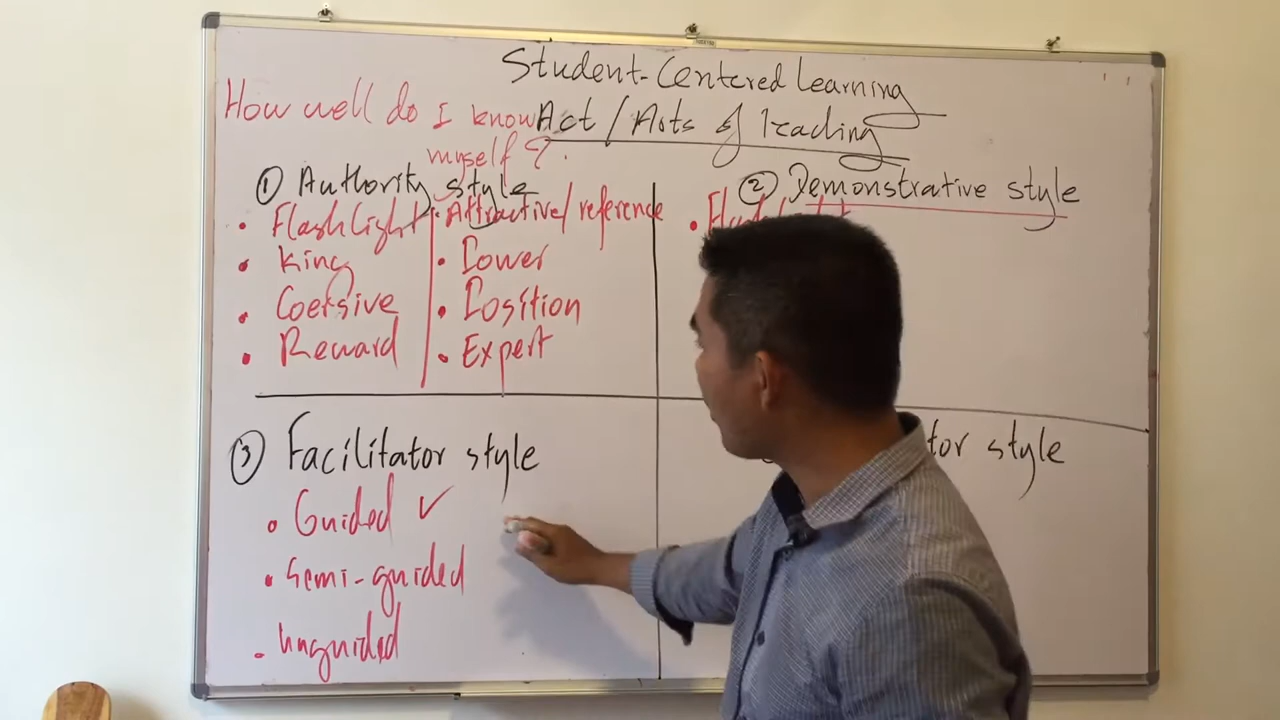 Student-Centered Learning
How well do I know Act / Arts of leading
myself?
① Authority style
• Flashlight • Attractive/reference
• King • Power
• Coersive • Position
• Reward • Expert
② Demonstrative style
③ Facilitator style
• Guided ✓
• Semi-guided
• Unguided
tor style